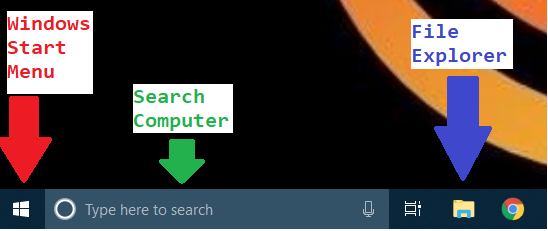 Windows
Start
Menu
File
Explorer
Search
Computer
Type here to search